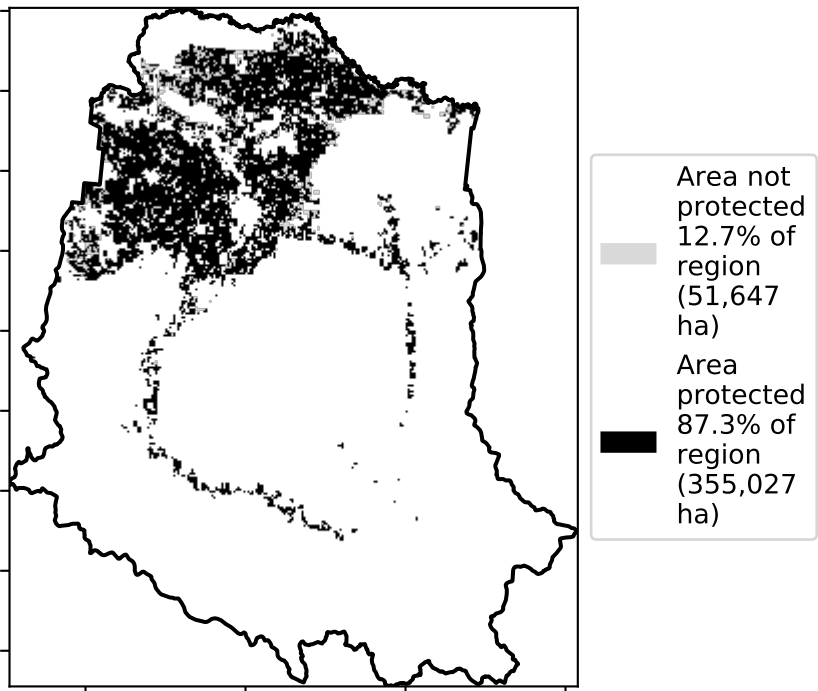 Area not
protected
12.7% of
region
(51,647
ha)
Area
protected
87.3% of
region
(355,027
ha)